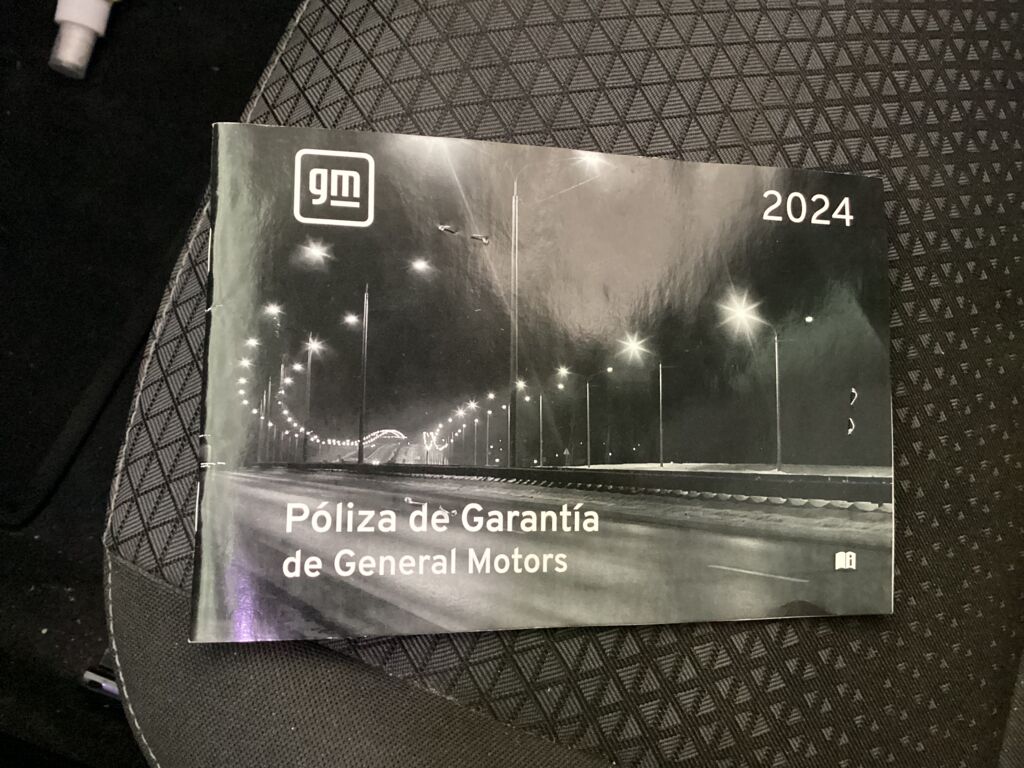 gm
2024
Póliza de Garantía
de General Motors